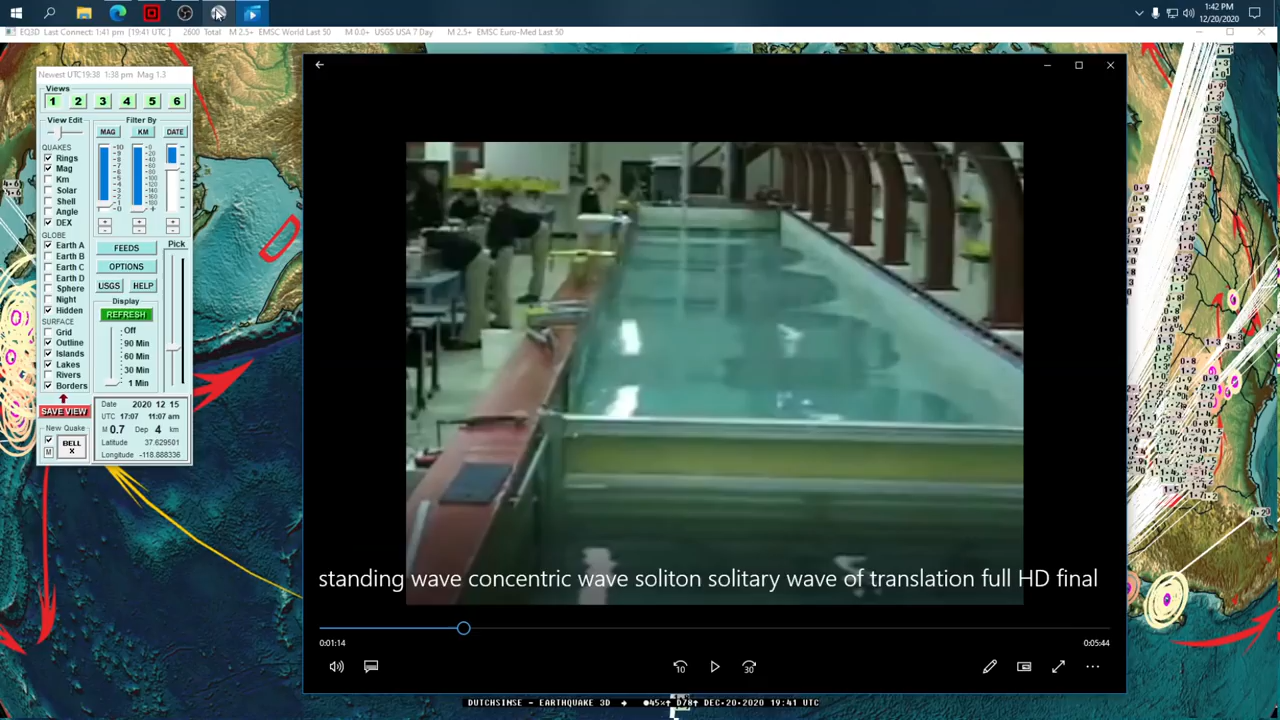 1:42 PM
12/20/2020
EQ3D Last Connect: 1:41 pm [19:41 UTC ] 2600 Total M 2.5+ EMSC World Last 50 M 0.0+ USGS USA 7 Day M 2.5+ EMSC Euro-Med Last 50
Newest UTC19:38 1:38 pm Mag 1.3
Views
1 2 3 4 5 6
View Edit
Filter By
MAG KM DATE
QUAKES
Rings
Mag
Km
Solar
Shell
Angle
DEX
GLOBE
Earth A
Earth B
Earth C
Earth D
Sphere
Night
Hidden
SURFACE
Grid
Outline
Islands
Lakes
Rivers
Borders
SAVE VIEW
New Quake
M
BELL
X
FEEDS
OPTIONS
USGS HELP
Pick
Display
REFRESH
Off
90 Min
60 Min
30 Min
1 Min
Date 2020 12 15
UTC 17:07 11:07 am
M 0.7 Dep 4 km
Latitude 37.629501
Longitude -118.888336
standing wave concentric wave soliton solitary wave of translation full HD final
0:01:14 0:05:44
10 30
DUTCHSINSE - EARTHQUAKE 3D DEC-20-2020 19:41 UTC